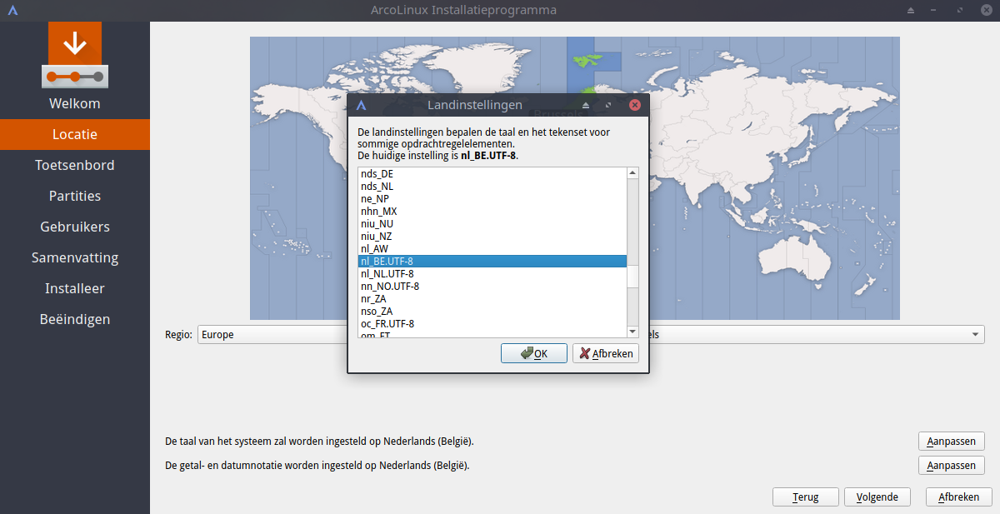 ArcoLinux Installatieprogramma
Welkom
Locatie
Toetsenbord
Partities
Gebruikers
Samenvatting
Installeer
Beëindigen
Brussels
Landinstellingen
De landinstellingen bepalen de taal en het tekenset voor
sommige opdrachtregelelementen.
De huidige instelling is nl_BE.UTF-8.
nds_DE
nds_NL
ne_NP
nhn_MX
niu_NU
niu_NZ
nl_AW
nl_BE.UTF-8
nl_NL.UTF-8
nn_NO.UTF-8
nr_ZA
nso_ZA
oc_FR.UTF-8
om_ET
OK
Afbreken
Regio:
Europe
els
De taal van het systeem zal worden ingesteld op Nederlands (België).
Aanpassen
De getal- en datumnotatie worden ingesteld op Nederlands (België).
Aanpassen
Terug
Volgende
Afbreken